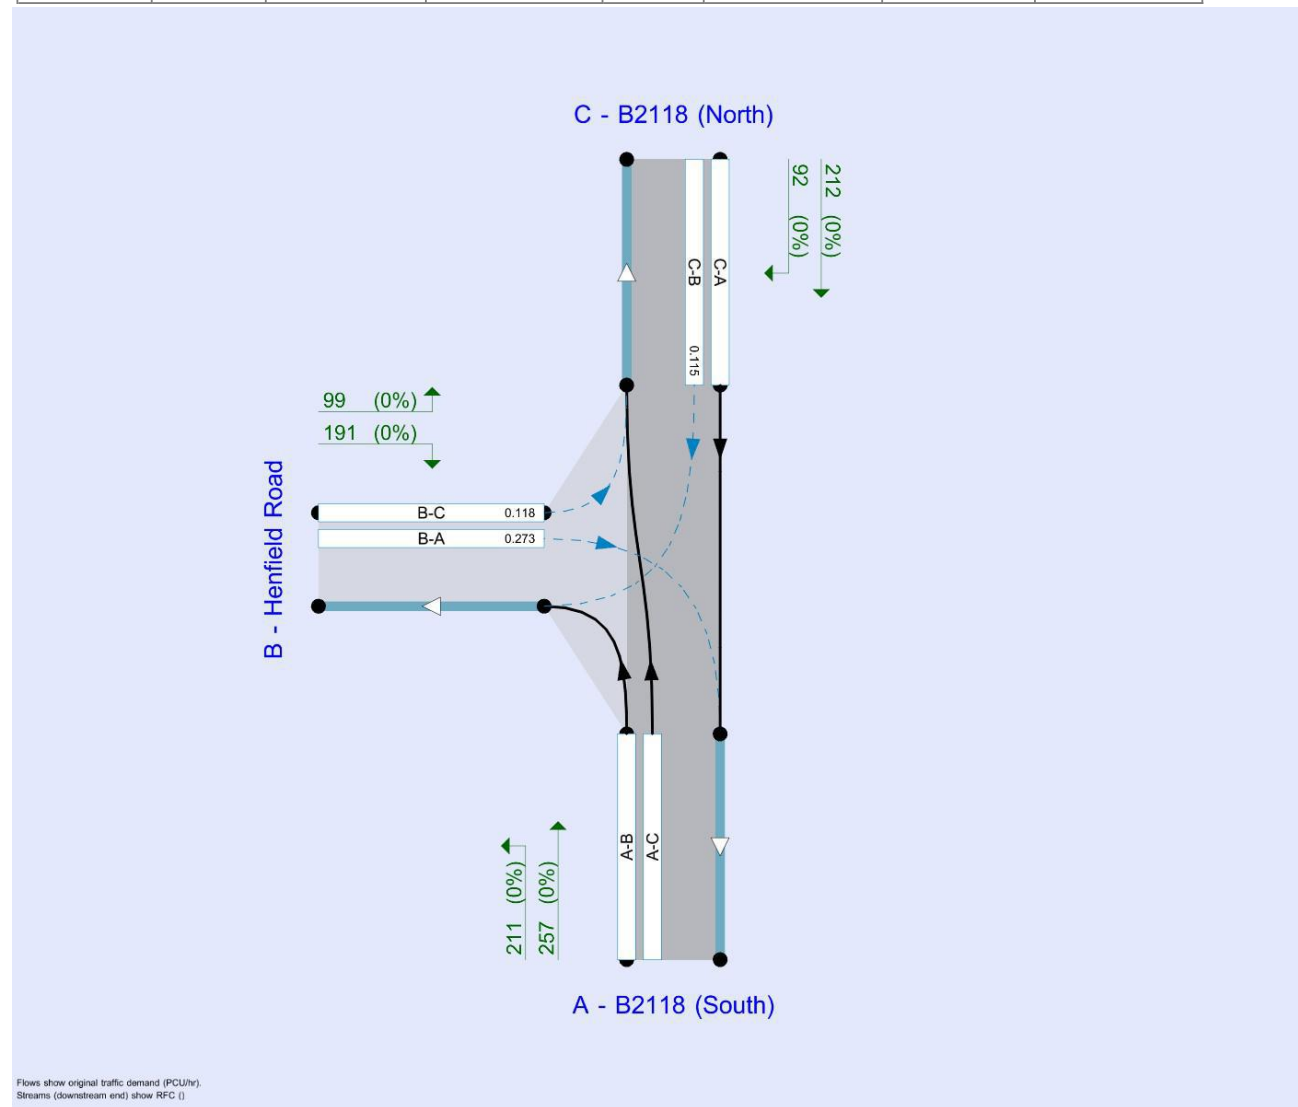 C - B2118 (North)
92 (0%)
212 (0%)
C-B
0.115
C-A
99 (0%)
191 (0%)
B - Henfield Road
B-C 0.118
B-A 0.273
A-B
A-C
211 (0%)
257 (0%)
A - B2118 (South)
Flows show original traffic demand (PCU/hr).
Streams (downstream end) show RFC ()